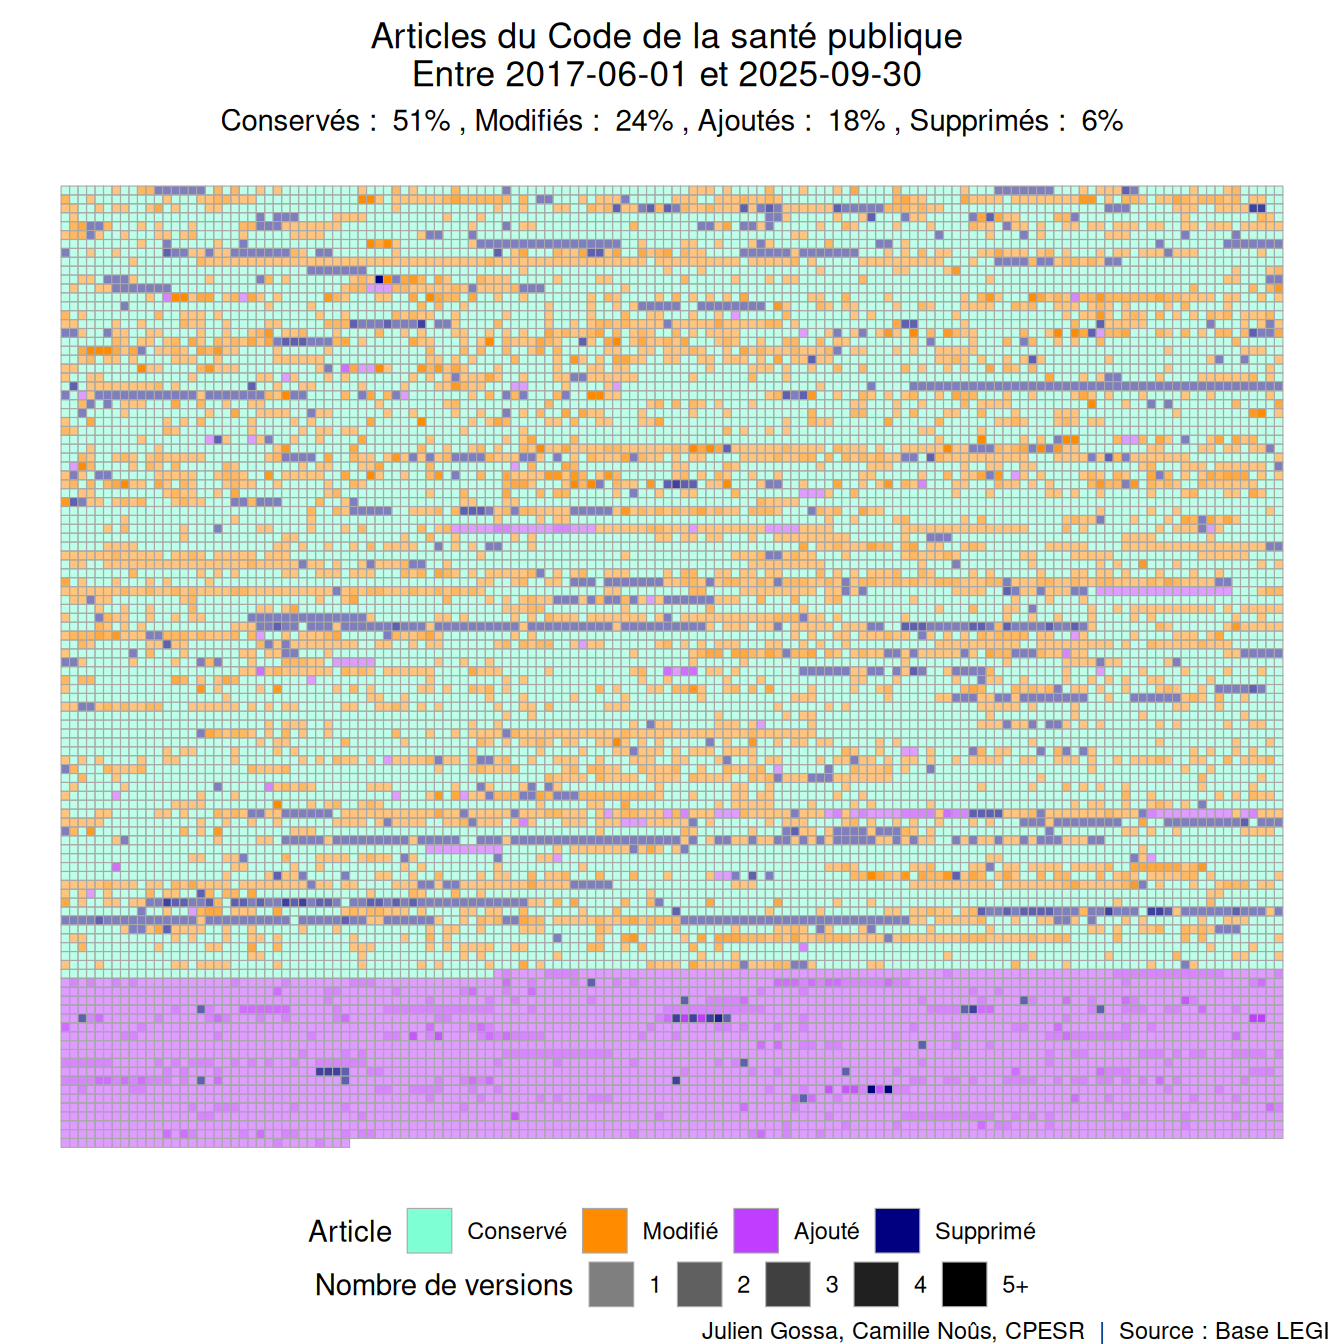 Articles du Code de la santé publique
Entre 2017-06-01 et 2025-09-30
Conservés :  51% , Modifiés :  24% , Ajoutés :  18% , Supprimés :  6%
Article Conservé Modifié Ajouté Supprimé
Nombre de versions 1 2 3 4 5+
Julien Gossa, Camille Noûs, CPESR  |  Source : Base LEGI